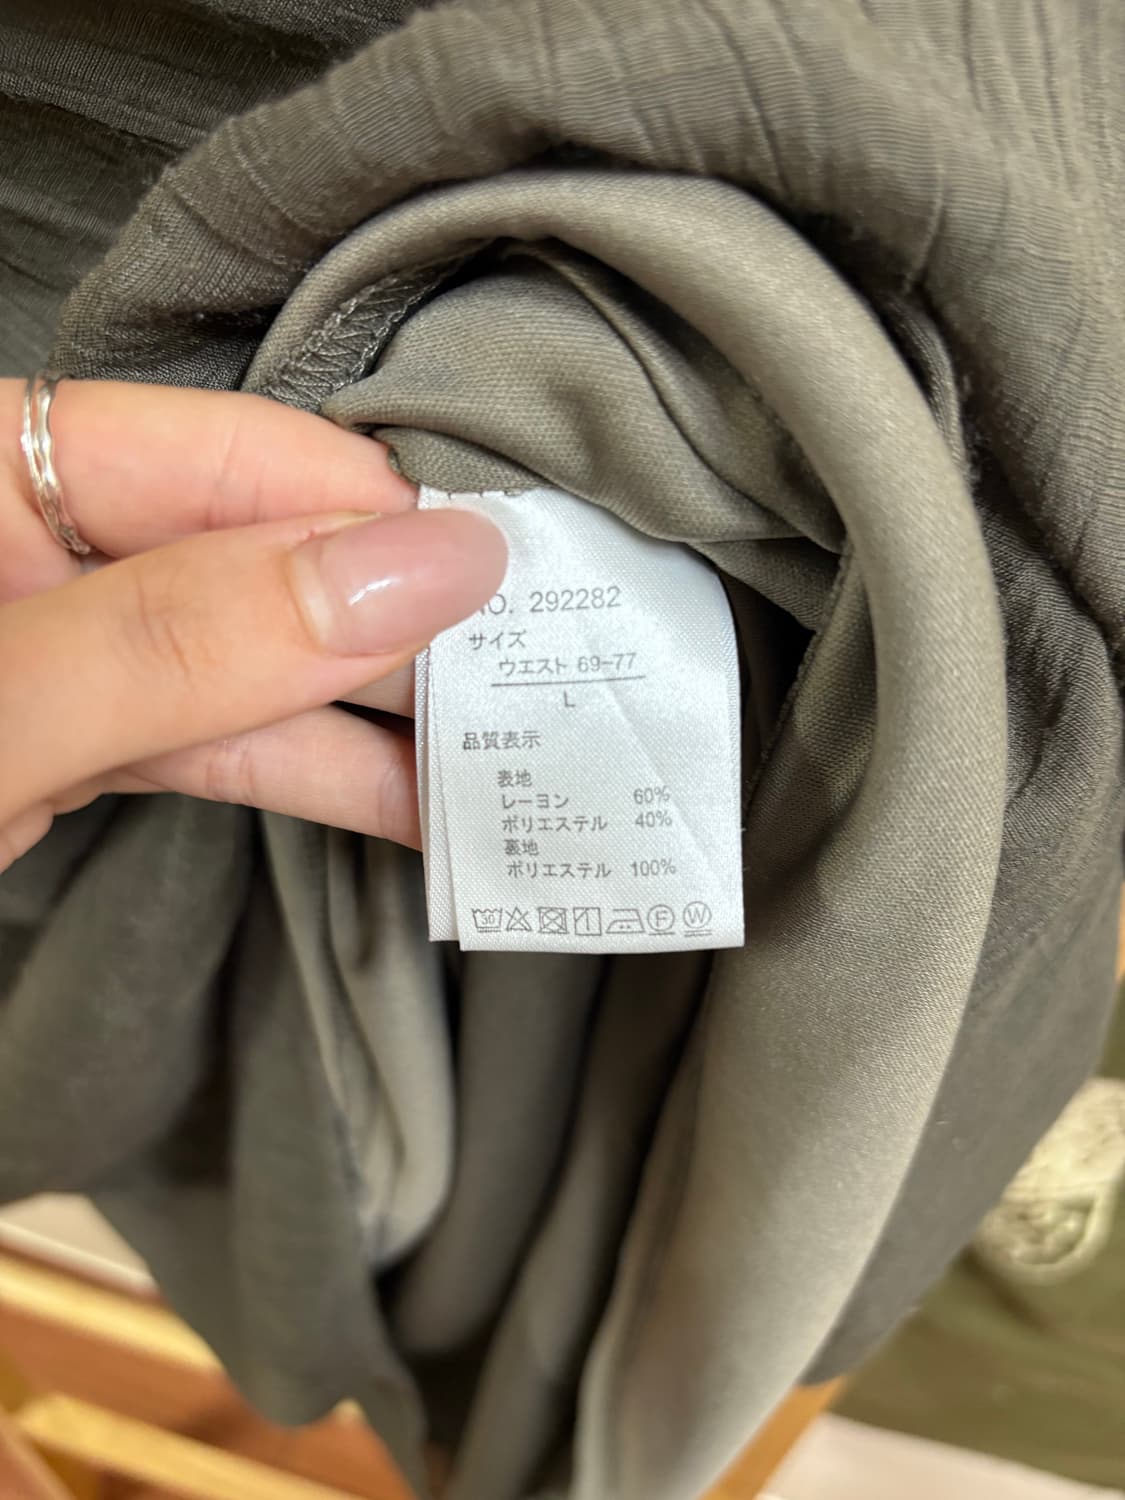 NO. 292282
サイズ
ウエスト 69-77
L
品質表示
表地
レーヨン 60%
ポリエステル 40%
裏地
ポリエステル 100%
30 F W